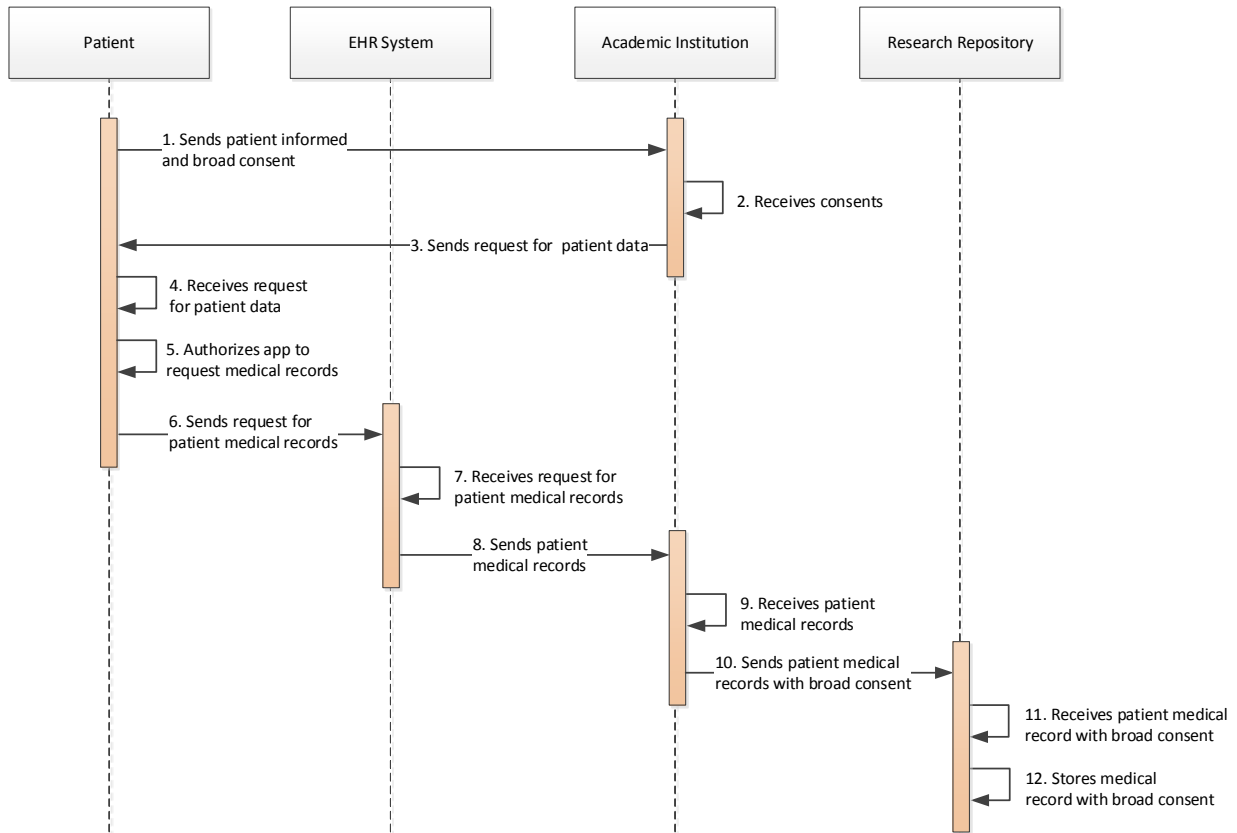 Patient
EHR System
Academic Institution
Research Repository
1. Sends patient informed
and broad consent
2. Receives consents
3. Sends request for  patient data
4. Receives request
for patient data
5. Authorizes app to
request medical records
6. Sends request for
patient medical records
7. Receives request for
patient medical records
8. Sends patient
medical records
9. Receives patient
medical records
10. Sends patient medical
records with broad consent
11. Receives patient medical
record with broad consent
12. Stores medical
record with broad consent